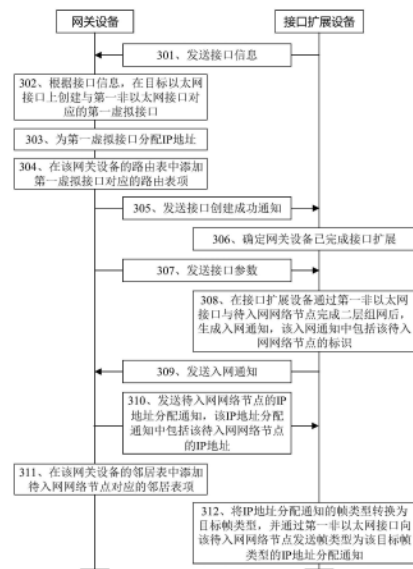 网关设备
接口扩展设备
301、发送接口信息
302、根据接口信息，在目标以太网
接口上创建与第一非以太网接口对
应的第一虚拟接口
303、为第一虚拟接口分配IP地址
304、在该网关设备的路由表中添加
第一虚拟接口对应的路由表项
305、发送接口创建成功通知
306、确定网关设备已完成接口扩展
307、发送接口参数
308、在接口扩展设备通过第一非以太网
接口与待入网网络节点完成二层组网后，
生成入网通知，该入网通知中包括该待入
网网络节点的标识
309、发送入网通知
310、发送待入网网络节点的IP
地址分配通知，该IP地址分配
通知中包括该待入网网络节点
的IP地址
311、在该网关设备的邻居表中添加
待入网网络节点对应的邻居表项
312、将IP地址分配通知的帧类型转换为
目标帧类型，并通过第一非以太网接口向
该待入网网络节点发送帧类型为该目标帧
类型的IP地址分配通知